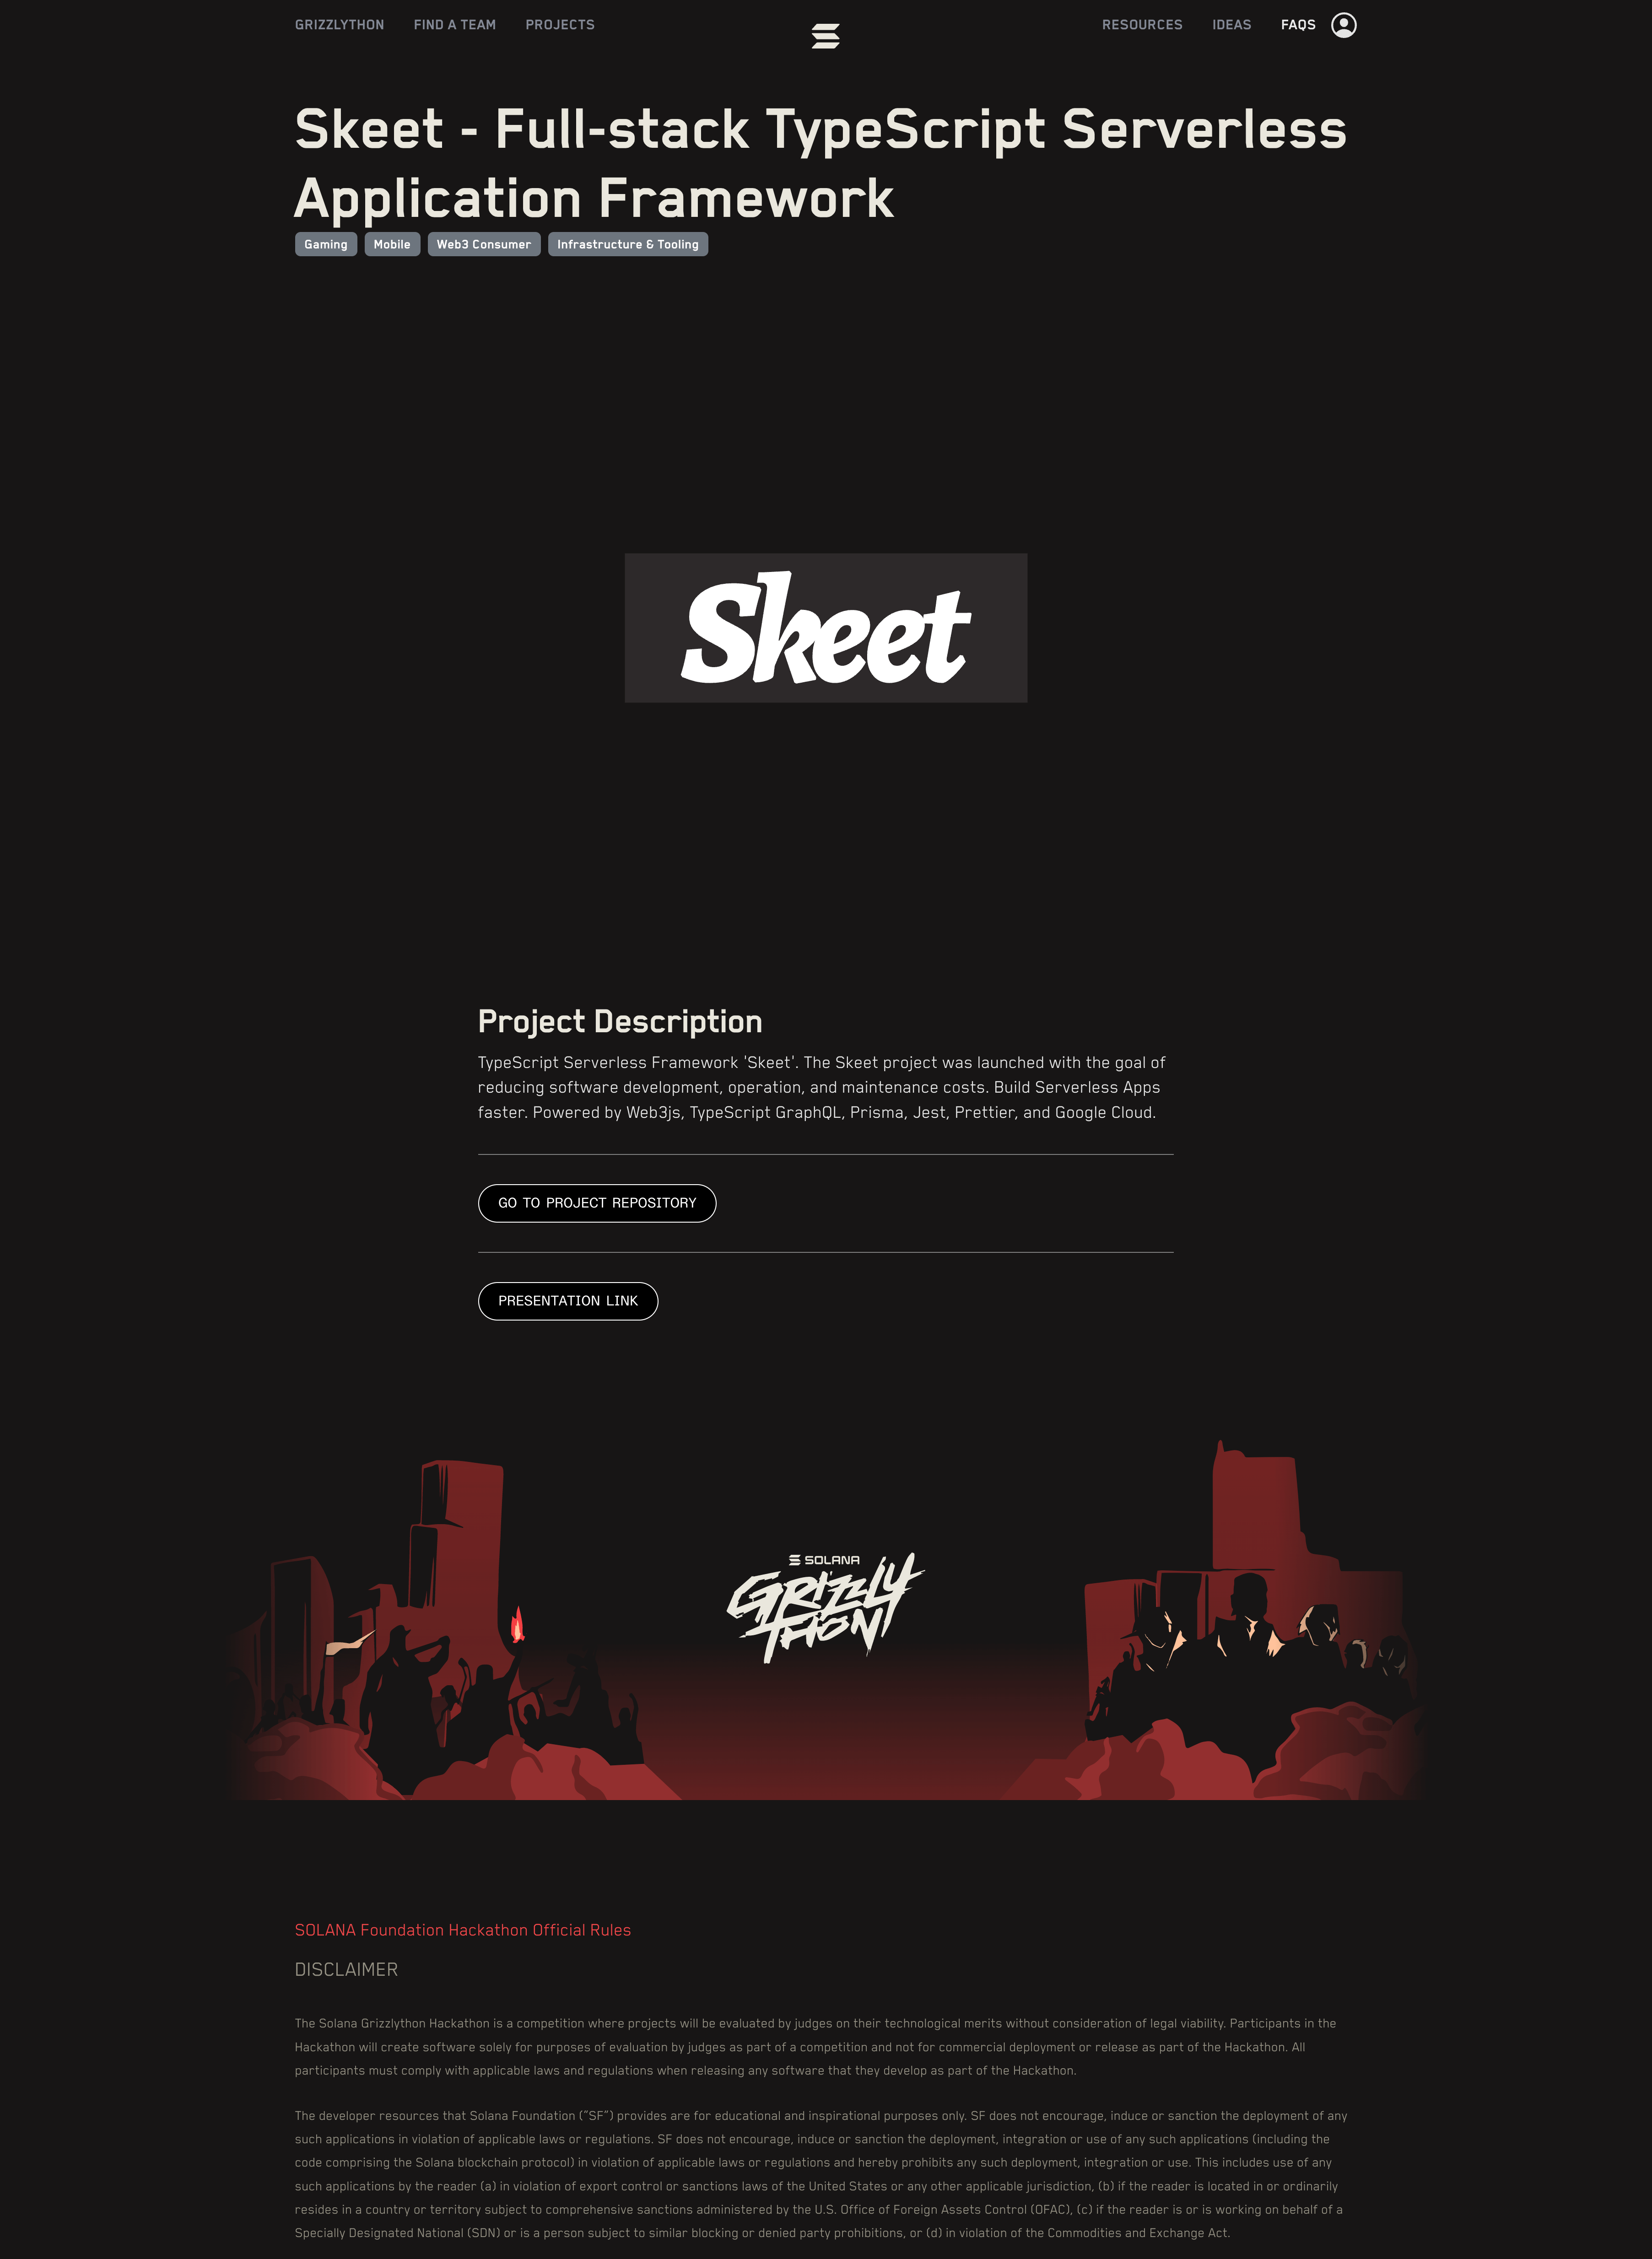 GRIZZLYTHON FIND A TEAM PROJECTS RESOURCES IDEAS FAQS
Skeet - Full-stack TypeScript Serverless
Application Framework
Gaming Mobile Web3 Consumer Infrastructure & Tooling
Skeet
Project Description
TypeScript Serverless Framework 'Skeet'. The Skeet project was launched with the goal of
reducing software development, operation, and maintenance costs. Build Serverless Apps
faster. Powered by Web3js, TypeScript GraphQL, Prisma, Jest, Prettier, and Google Cloud.
GO TO PROJECT REPOSITORY
PRESENTATION LINK
SOLANA
GRIZZLY
THON
SOLANA Foundation Hackathon Official Rules
DISCLAIMER
The Solana Grizzlython Hackathon is a competition where projects will be evaluated by judges on their technological merits without consideration of legal viability. Participants in the
Hackathon will create software solely for purposes of evaluation by judges as part of a competition and not for commercial deployment or release as part of the Hackathon. All
participants must comply with applicable laws and regulations when releasing any software that they develop as part of the Hackathon.
The developer resources that Solana Foundation ("SF") provides are for educational and inspirational purposes only. SF does not encourage, induce or sanction the deployment of any
such applications in violation of applicable laws or regulations. SF does not encourage, induce or sanction the deployment, integration or use of any such applications (including the
code comprising the Solana blockchain protocol) in violation of applicable laws or regulations and hereby prohibits any such deployment, integration or use. This includes use of any
such applications by the reader (a) in violation of export control or sanctions laws of the United States or any other applicable jurisdiction, (b) if the reader is located in or ordinarily
resides in a country or territory subject to comprehensive sanctions administered by the U.S. Office of Foreign Assets Control (OFAC), (c) if the reader is or is working on behalf of a
Specially Designated National (SDN) or is a person subject to similar blocking or denied party prohibitions, or (d) in violation of the Commodities and Exchange Act.